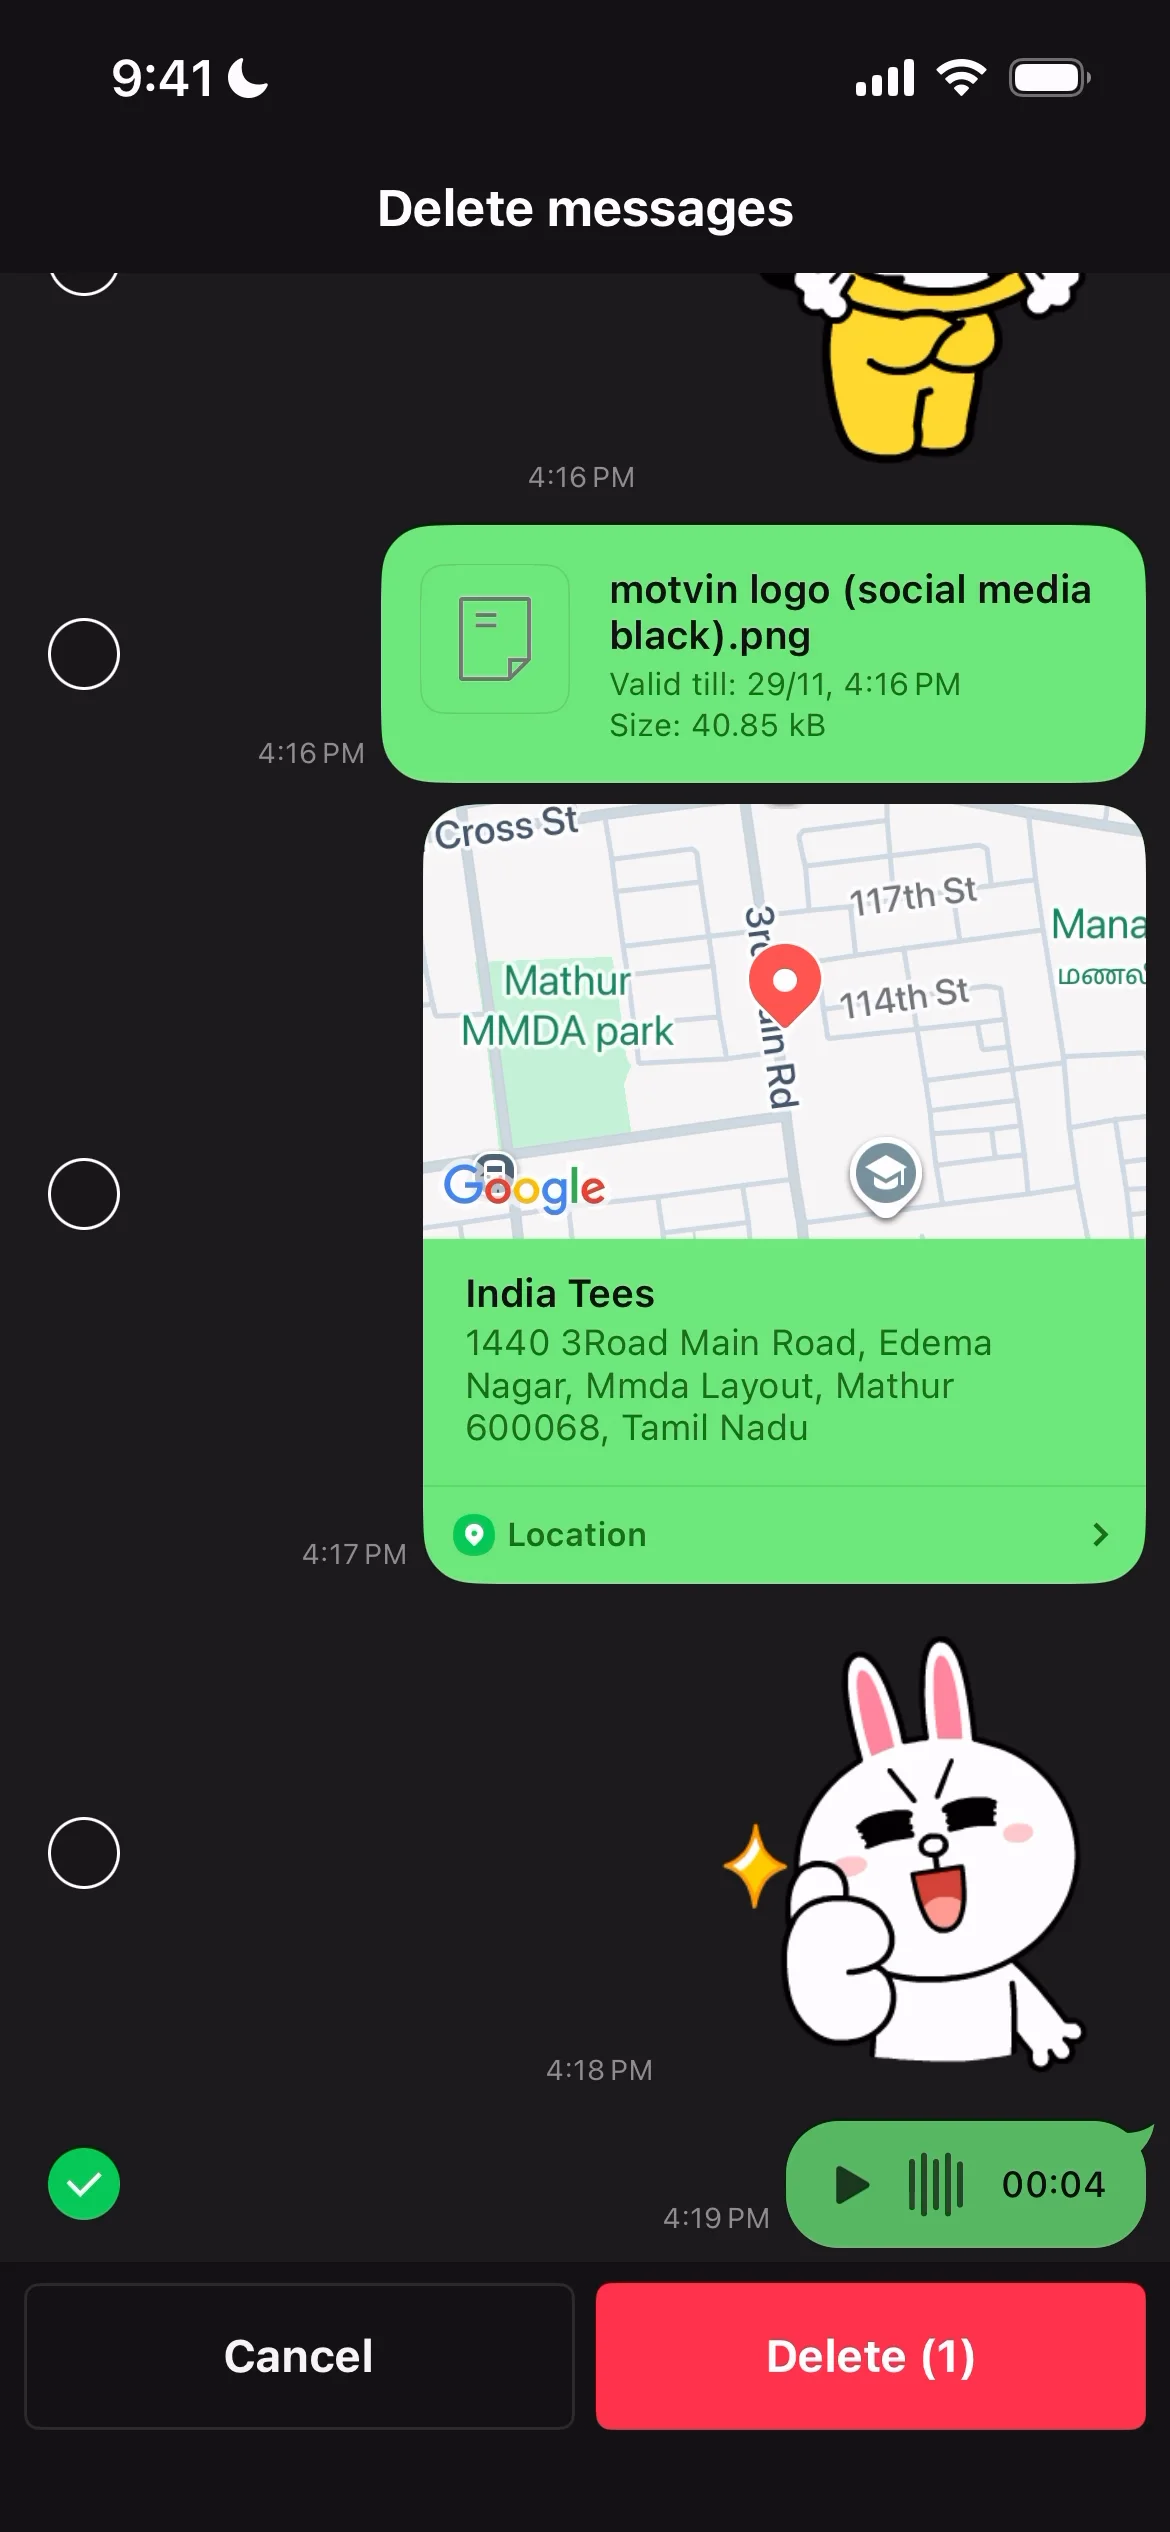 9:41
Delete messages
4:16 PM
motvin logo (social media
black).png
Valid till: 29/11, 4:16 PM
Size: 40.85 kB
4:16 PM
Cross St
117th St
Mana
மணலி
Mathur
MMDA park
114th St
Rd
Google
India Tees
1440 3Road Main Road, Edema
Nagar, Mmda Layout, Mathur
600068, Tamil Nadu
Location
4:17 PM
4:18 PM
00:04
4:19 PM
Cancel
Delete (1)